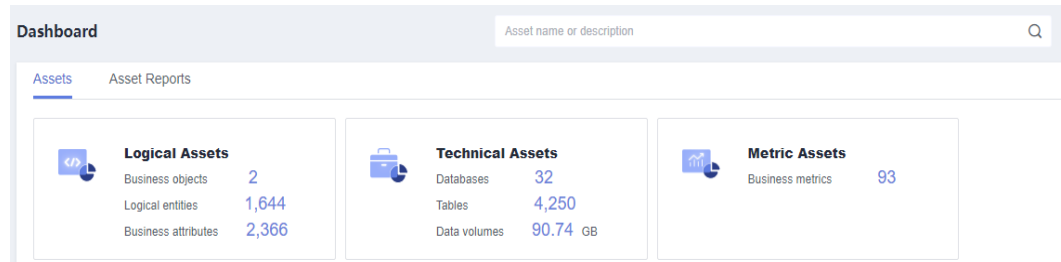 Dashboard
Asset name or description
Assets Asset Reports
Logical Assets
Business objects 2
Logical entities 1,644
Business attributes 2,366
Technical Assets
Databases 32
Tables 4,250
Data volumes 90.74 GB
Metric Assets
Business metrics 93